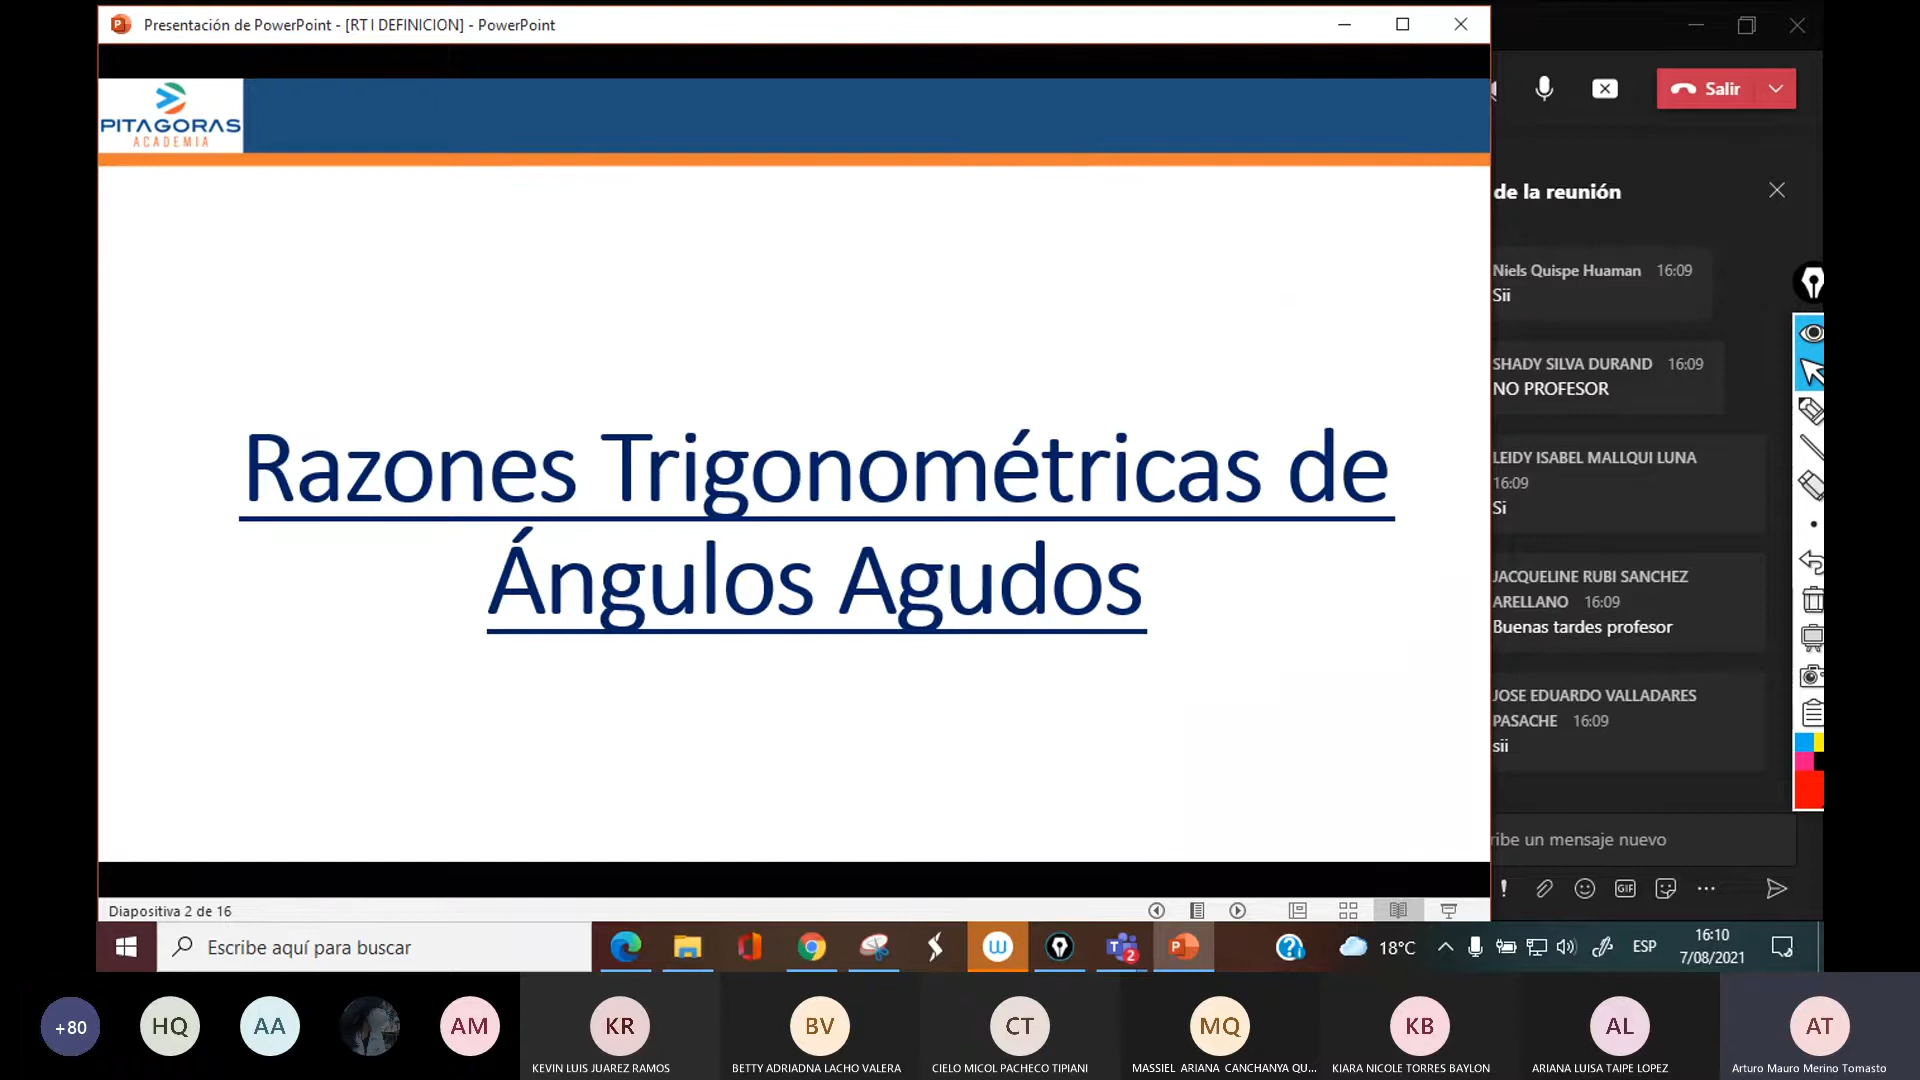 Presentación de PowerPoint - [RT I DEFINICION] - PowerPoint
PITAGORAS
ACADEMIA
Razones Trigonométricas de
Ángulos Agudos
Diapositiva 2 de 16
Salir
de la reunión
Niels Quispe Huaman 16:09
Sii
SHADY SILVA DURAND 16:09
NO PROFESOR
LEIDY ISABEL MALLQUI LUNA
16:09
Si
JACQUELINE RUBI SANCHEZ
ARELLANO 16:09
Buenas tardes profesor
JOSE EDUARDO VALLADARES
PASACHE 16:09
sii
ribe un mensaje nuevo
GIF
Escribe aquí para buscar
18°C
ESP
16:10
7/08/2021
+80
HQ
AA
AM
KR
BV
CT
MQ
KB
AL
AT
KEVIN LUIS JUAREZ RAMOS
BETTY ADRIADNA LACHO VALERA
CIELO MICOL PACHECO TIPIANI
MASSIEL ARIANA CANCHANYA QU...
KIARA NICOLE TORRES BAYLON
ARIANA LUISA TAIPE LOPEZ
Arturo Mauro Merino Tomasto